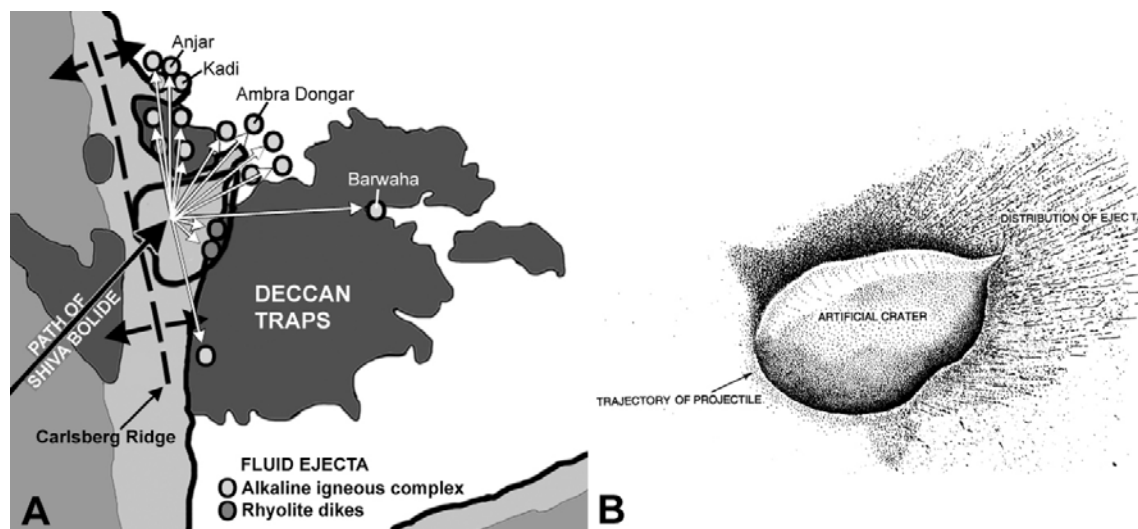 Anjar
Kadi
Ambra Dongar
Barwaha
DECCAN
TRAPS
PATH OF
SHIVA BOLIDE
Carlsberg Ridge
FLUID EJECTA
Alkaline igneous complex
Rhyolite dikes
A
DISTRIBUTION OF EJECTA
ARTIFICIAL CRATER
TRAJECTORY OF PROJECTILE
B